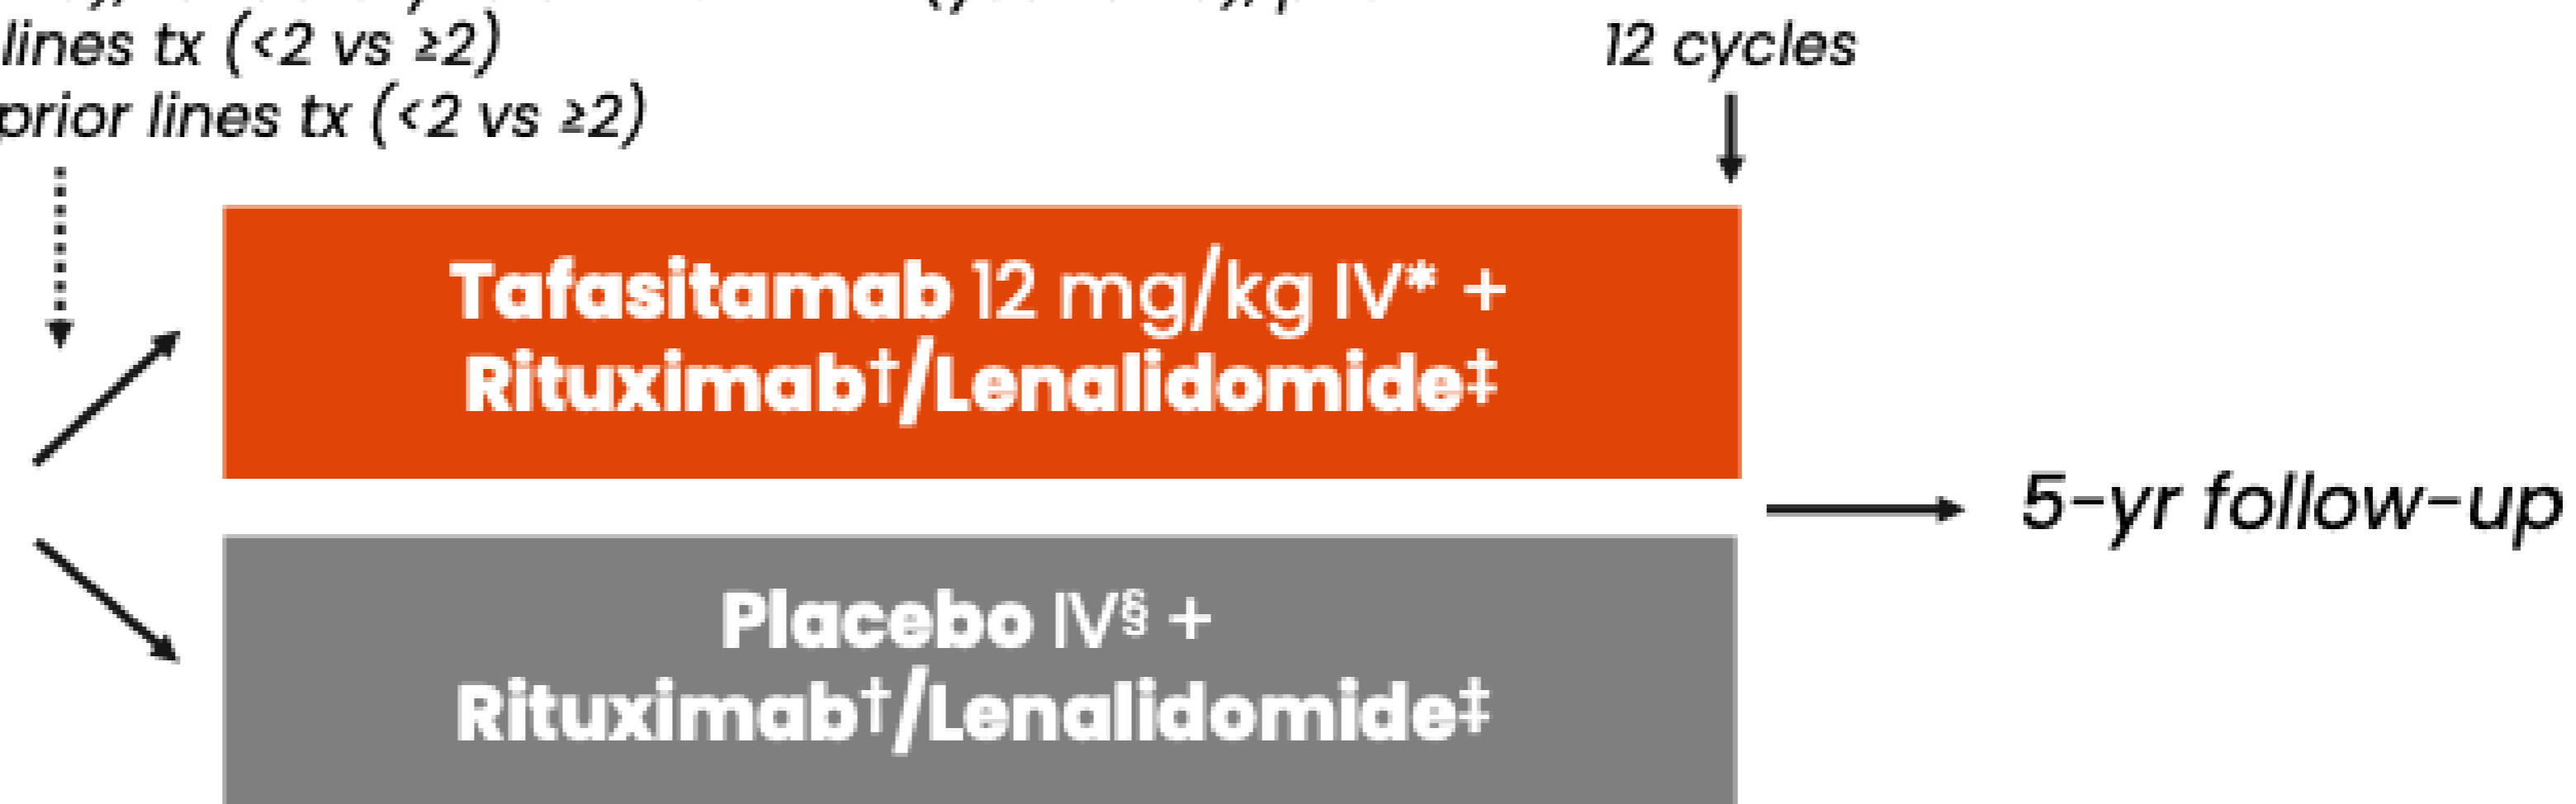 lines tx (<2 vs ≥2)
prior lines tx (<2 vs ≥2)
12 cycles
Tafasitamab 12 mg/kg IV* +
Rituximab†/Lenalidomide‡
5-yr follow-up
Placebo IV§ +
Rituximab†/Lenalidomide‡